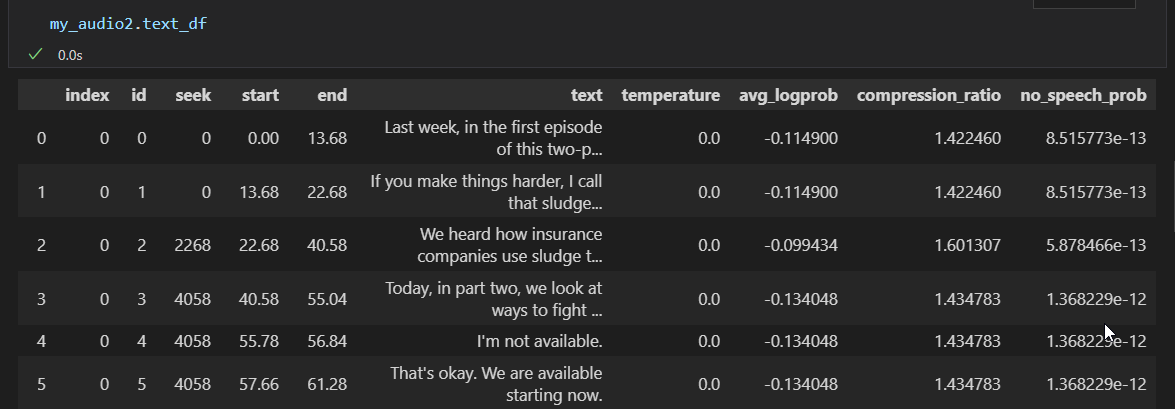 my_audio2.text_df
0.0s
index id seek start end text temperature avg_logprob compression_ratio no_speech_prob
0 0 0 0 0.00 13.68 Last week, in the first episode 0.0 -0.114900 1.422460 8.515773e-13
of this two-p...
1 0 1 0 13.68 22.68 If you make things harder, I call 0.0 -0.114900 1.422460 8.515773e-13
that sludge...
2 0 2 2268 22.68 40.58 We heard how insurance 0.0 -0.099434 1.601307 5.878466e-13
companies use sludge t...
3 0 3 4058 40.58 55.04 Today, in part two, we look at 0.0 -0.134048 1.434783 1.368229e-12
ways to fight ...
4 0 4 4058 55.78 56.84 I'm not available. 0.0 -0.134048 1.434783 1.368229e-12
5 0 5 4058 57.66 61.28 That's okay. We are available 0.0 -0.134048 1.434783 1.368229e-12
starting now.